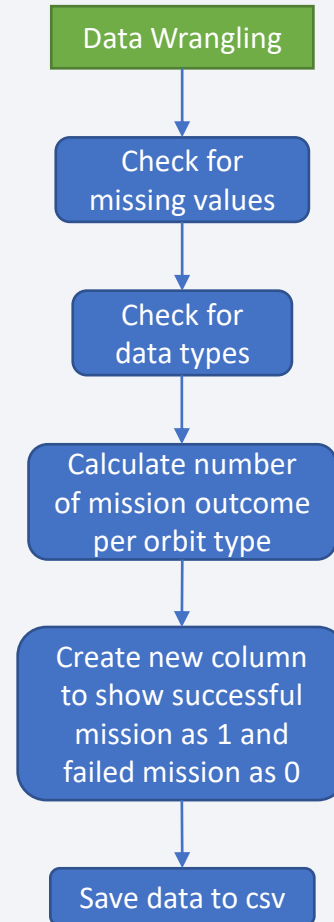 Data Wrangling
Check for
missing values
Check for
data types
Calculate number
of mission outcome
per orbit type
Create new column
to show successful
mission as 1 and
failed mission as 0
Save data to csv